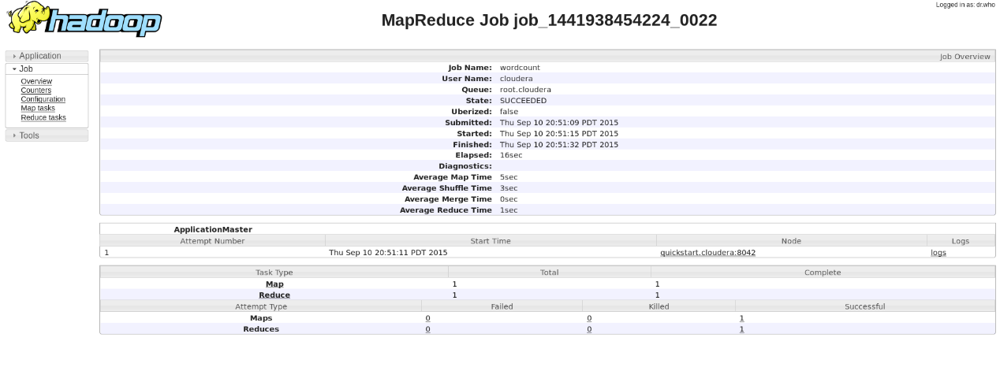 Logged in as: dr.who
hadoop
MapReduce Job job_1441938454224_0022
Application
Job
Overview
Counters
Configuration
Map tasks
Reduce tasks
Tools
Job Overview
Job Name: wordcount
User Name: cloudera
Queue: root.cloudera
State: SUCCEEDED
Uberized: false
Submitted: Thu Sep 10 20:51:09 PDT 2015
Started: Thu Sep 10 20:51:15 PDT 2015
Finished: Thu Sep 10 20:51:32 PDT 2015
Elapsed: 16sec
Diagnostics:
Average Map Time 5sec
Average Shuffle Time 3sec
Average Merge Time 0sec
Average Reduce Time 1sec
ApplicationMaster
Attempt Number Start Time Node Logs
1 Thu Sep 10 20:51:11 PDT 2015 quickstart.cloudera:8042 logs
Task Type Total Complete
Map 1 1
Reduce 1 1
Attempt Type Failed Killed Successful
Maps 0 0 1
Reduces 0 0 1